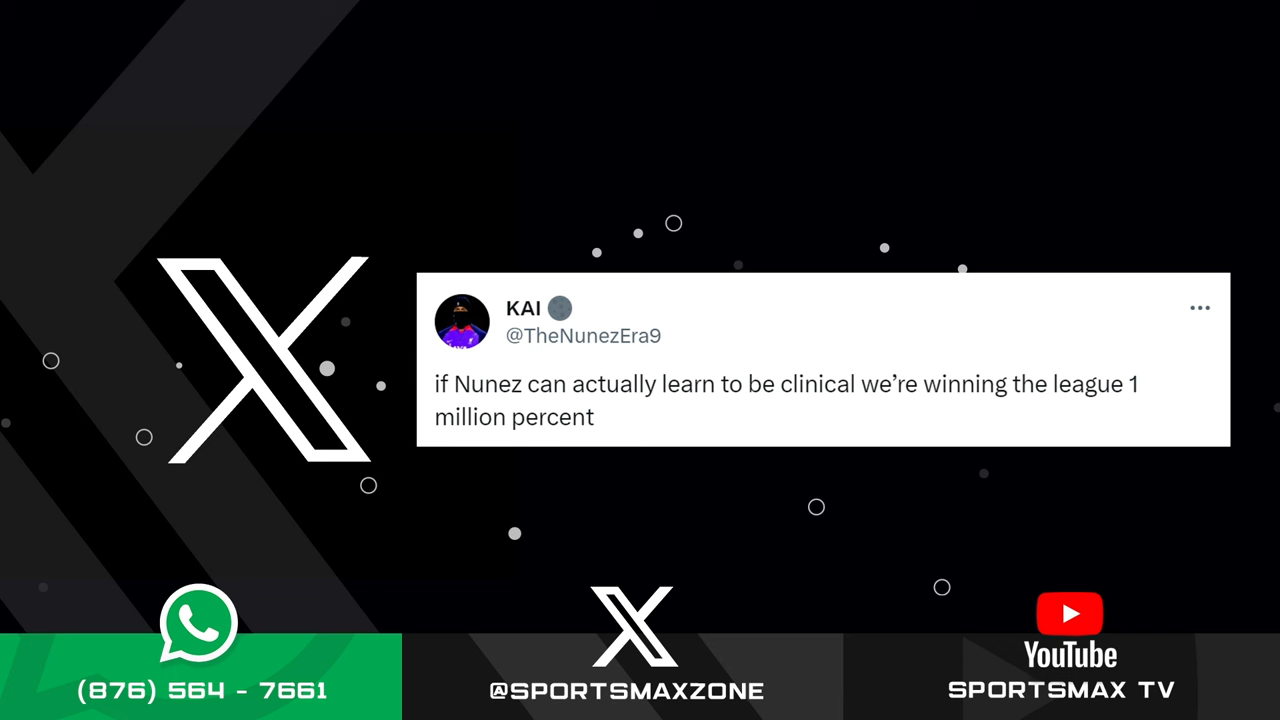 KAI
@TheNunezEra9
if Nunez can actually learn to be clinical we’re winning the league 1
million percent
(876) 564 - 7661
@SPORTSMAXZONE
YouTube
SPORTSMAX TV